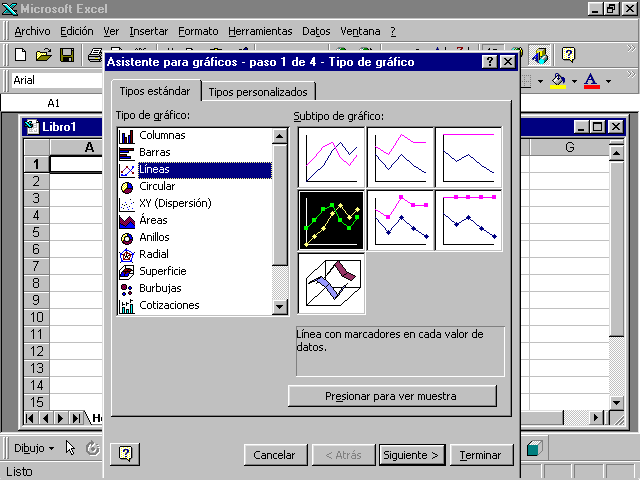 Microsoft Excel
Archivo Edición Ver Insertar Formato Herramientas Datos Ventana ?
Arial
A1
Libro1
A
G
1
2
3
4
5
6
7
8
9
10
11
12
13
14
15
Asistente para gráficos - paso 1 de 4 - Tipo de gráfico
Tipos estándar
Tipos personalizados
Tipo de gráfico:
Columnas
Barras
Líneas
Circular
XY (Dispersión)
Áreas
Anillos
Radial
Superficie
Burbujas
Cotizaciones
Subtipo de gráfico:
Línea con marcadores en cada valor de
datos.
Presionar para ver muestra
Cancelar
< Atrás
Siguiente >
Terminar
Dibujo
Listo